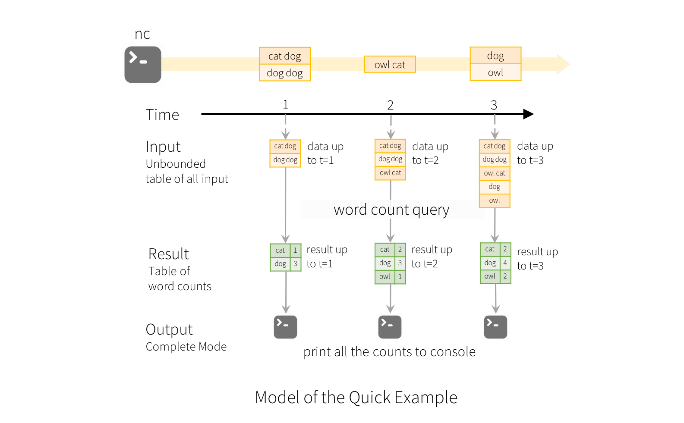 nc
cat dog
dog dog
owl cat
dog
owl
Time
1
2
3
Input
Unbounded
table of all input
cat dog
dog dog
data up
to t=1
cat dog
dog dog
owl cat
data up
to t=2
cat dog
dog dog
owl cat
dog
owl
data up
to t=3
word count query
Result
Table of
word counts
cat 1
dog 3
result up
to t=1
cat 2
dog 3
owl 1
result up
to t=2
cat 2
dog 4
owl 2
result up
to t=3
Output
Complete Mode
print all the counts to console
Model of the Quick Example